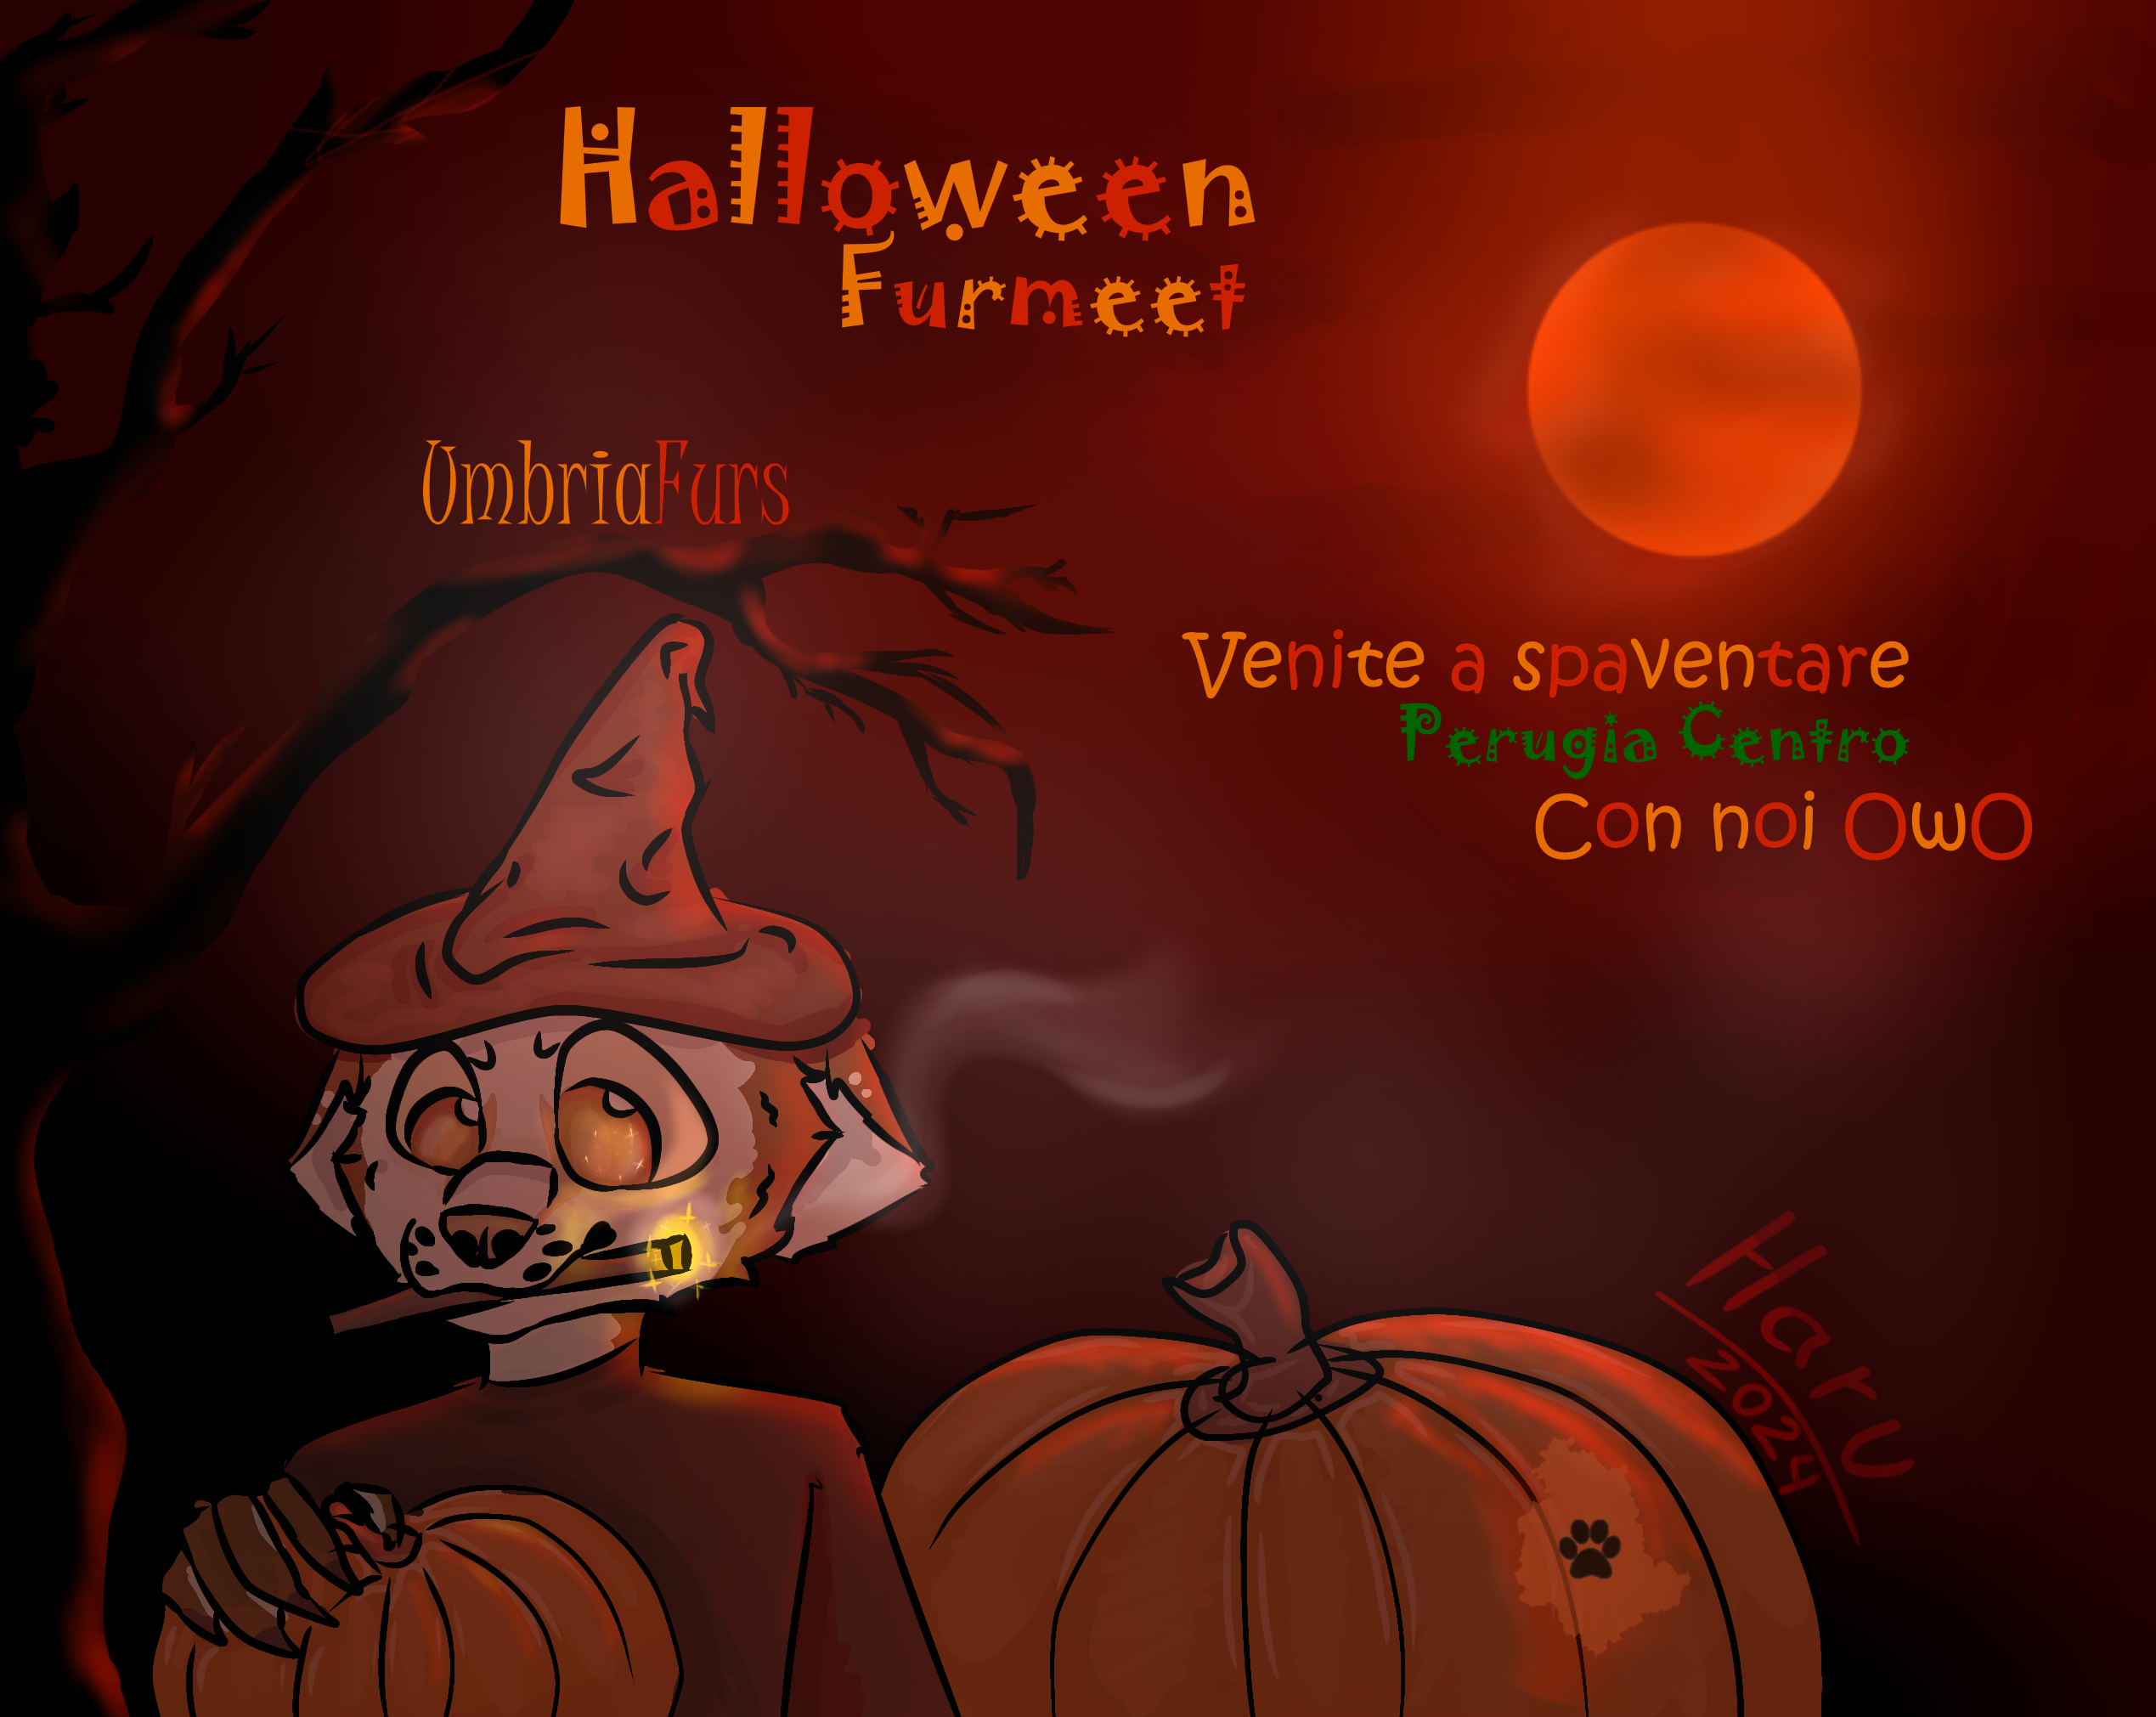 Halloween
Furmeet
UmbriaFurs
Venite a spaventare
Perugia Centro
Con noi OwO
Haru
2024